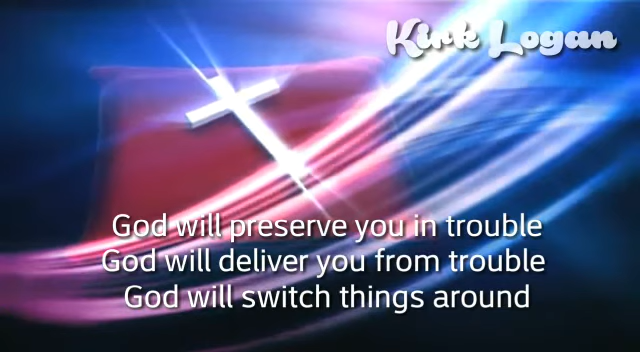 Kirk Logan
God will preserve you in trouble
God will deliver you from trouble
God will switch things around